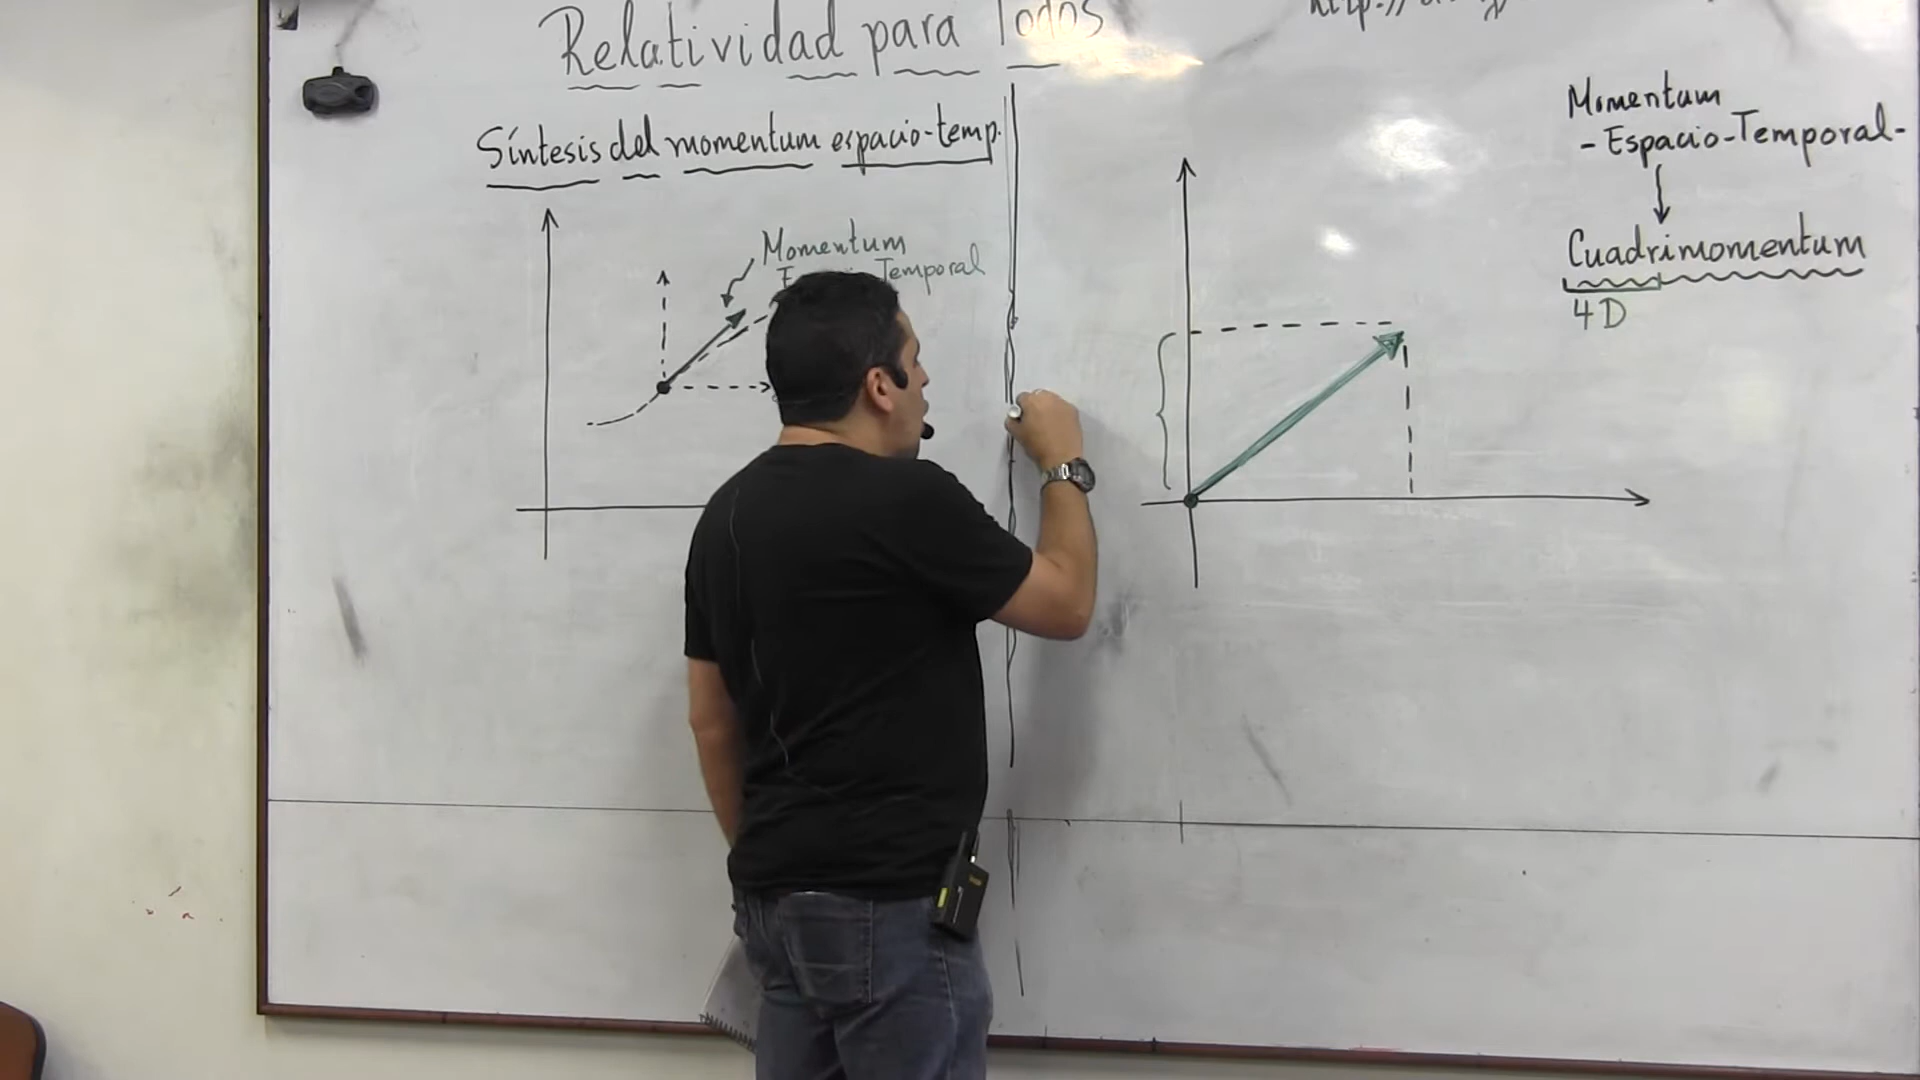 Relatividad para Todos
Síntesis del momentum espacio-temp.
Momentum
Temporal
Momentum
- Espacio-Temporal-
Cuadrimomentum
4D